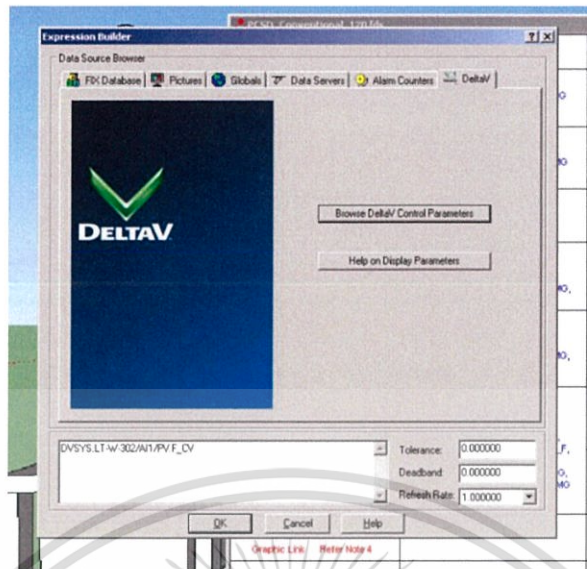 PCSD_Conventional_120.fds
Expression Builder
Data Source Browser
FIX Database
Pictures
Globals
Data Servers
Alarm Counters
DeltaV
DELTAV
Browse DeltaV Control Parameters
Help on Display Parameters
DVSYS.LT-W-302/AI1/PV.F_CV
Tolerance: 0.000000
Deadband: 0.000000
Refresh Rate: 1.000000
OK
Cancel
Help
Graphic Link Refer Note 4